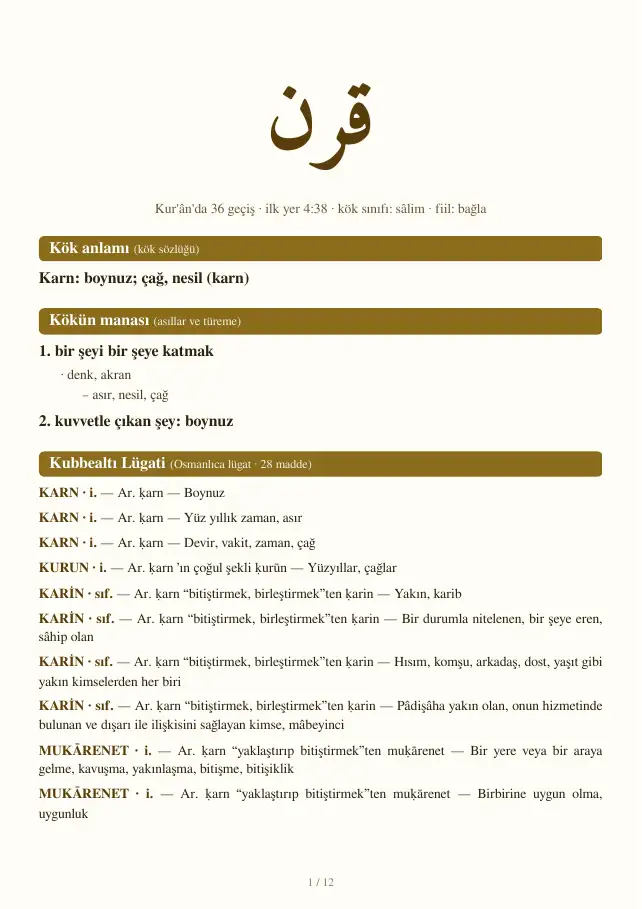 قرن
Kur'ân'da 36 geçiş · ilk yer 4:38 · kök sınıfı: sâlim · fiil: bağla
Kök anlamı (kök sözlüğü)
Karn: boynuz; çağ, nesil (karn)
Kökün manası (asıllar ve türeme)
1. bir şeyi bir şeye katmak
· denk, akran
– asır, nesil, çağ
2. kuvvetle çıkan şey: boynuz
Kubbealtı Lügati (Osmanlıca lügat · 28 madde)
KARN · i. — Ar. ḳarn — Boynuz
KARN · i. — Ar. ḳarn — Yüz yıllık zaman, asır
KARN · i. — Ar. ḳarn — Devir, vakit, zaman, çağ
KURUN · i. — Ar. ḳarn 'ın çoğul şekli ḳurūn — Yüzyıllar, çağlar
KARİN · sıf. — Ar. ḳarn “bitiştirmek, birleştirmek”ten ḳarіn — Yakın, karib
KARİN · sıf. — Ar. ḳarn “bitiştirmek, birleştirmek”ten ḳarіn — Bir durumla nitelenen, bir şeye eren,
sâhip olan
KARİN · sıf. — Ar. ḳarn “bitiştirmek, birleştirmek”ten ḳarіn — Hısım, komşu, arkadaş, dost, yaşıt gibi
yakın kimselerden her biri
KARİN · sıf. — Ar. ḳarn “bitiştirmek, birleştirmek”ten ḳarіn — Pâdişâha yakın olan, onun hizmetinde
bulunan ve dışarı ile ilişkisini sağlayan kimse, mâbeyinci
MUKĀRENET · i. — Ar. ḳarn “yaklaştırıp bitiştirmek”ten muḳārenet — Bir yere veya bir araya
gelme, kavuşma, yakınlaşma, bitişme, bitişiklik
MUKĀRENET · i. — Ar. ḳarn “yaklaştırıp bitiştirmek”ten muḳārenet — Birbirine uygun olma,
uygunluk
1 / 12